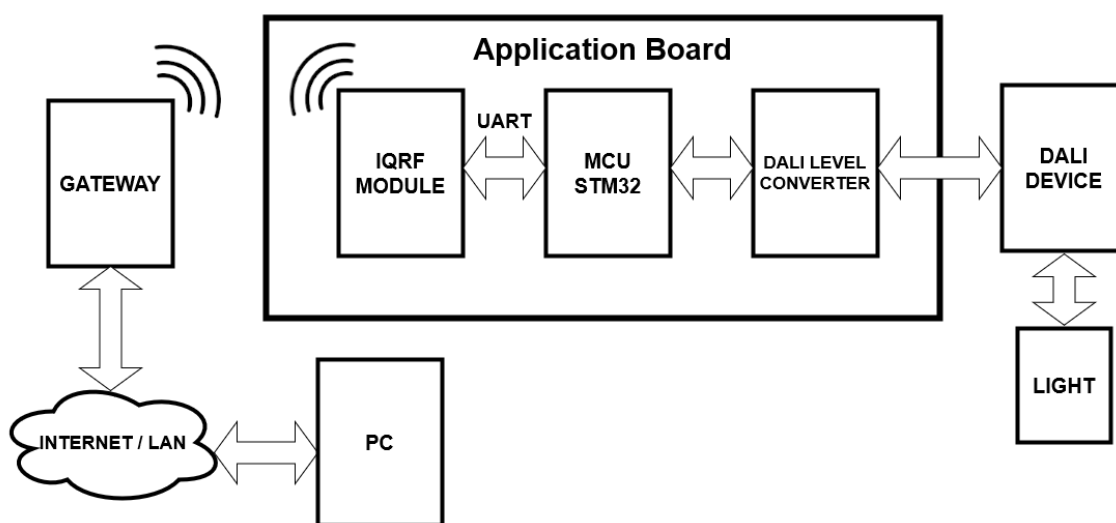 Application Board
GATEWAY
IQRF
MODULE
UART
MCU
STM32
DALI LEVEL
CONVERTER
DALI
DEVICE
LIGHT
INTERNET / LAN
PC